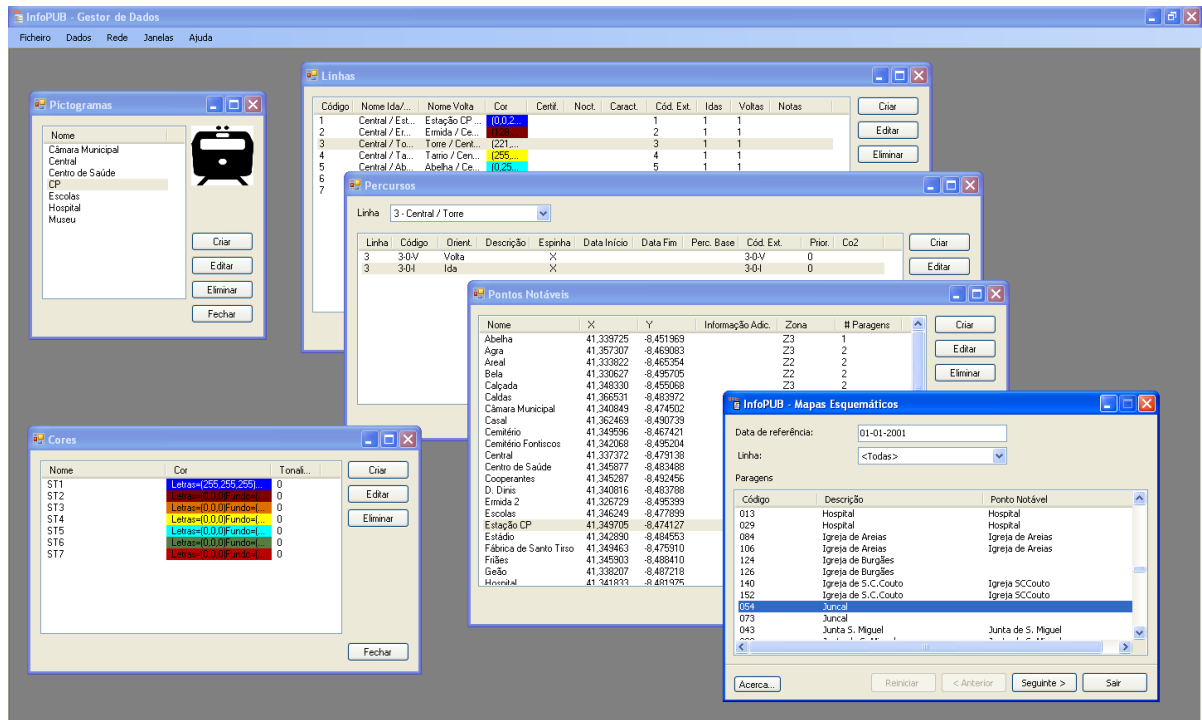 InfoPUB - Gestor de Dados
Ficheiro Dados Rede Janelas Ajuda
Pictogramas
Nome
Câmara Municipal
Central
Centro de Saúde
CP
Escolas
Hospital
Museu
Criar
Editar
Eliminar
Fechar
Linhas
Código Nome Ida/... Nome Volta Cor Certif. Noct. Caract. Cód. Ext. Idas Voltas Notas
1 Central / Est... Estação CP ... (0,0,2... 1 1 1
2 Central / Er... Ermida / Ce... (128,... 2 1 1
3 Central / To... Torre / Cent... (221,... 3 1 1
4 Central / Ta... Tarrio / Cen... (255,... 4 1 1
5 Central / Ab... Abelha / Ce... (0,25... 5 1 1
6
7
Criar
Editar
Eliminar
Percursos
Linha 3 - Central / Torre
Linha Código Orient. Descrição Espinha Data Início Data Fim Perc. Base Cód. Ext. Prior. Co2
3 3-0-V Volta X 3-0-V 0
3 3-0-I Ida X 3-0-I 0
Criar
Editar
Pontos Notáveis
Nome X Y Informação Adic. Zona # Paragens
Abelha 41,339725 -8,451969 Z3 1
Agra 41,357307 -8,469083 Z3 2
Areal 41,333822 -8,465354 Z2 2
Bela 41,330627 -8,495705 Z2 2
Calçada 41,348330 -8,455068 Z3 2
Caldas 41,366531 -8,483972
Câmara Municipal 41,340849 -8,474502
Casal 41,362469 -8,490739
Cemitério 41,349596 -8,467421
Cemitério Fontiscos 41,342068 -8,495204
Central 41,337372 -8,479138
Centro de Saúde 41,345877 -8,483488
Cooperantes 41,345287 -8,492456
D. Dinis 41,340816 -8,483788
Ermida 2 41,326729 -8,495399
Escolas 41,346249 -8,477899
Estação CP 41,349705 -8,474127
Estádio 41,342890 -8,484553
Fábrica de Santo Tirso 41,349463 -8,475910
Friães 41,345903 -8,488410
Geão 41,338207 -8,487218
Hospital 41,341833 -8,481975
Criar
Editar
Eliminar
Cores
Nome Cor Tonali...
ST1 Letras=(255,255,255)... 0
ST2 Letras=(0,0,0)Fundo=(... 0
ST3 Letras=(0,0,0)Fundo=(... 0
ST4 Letras=(0,0,0)Fundo=(... 0
ST5 Letras=(0,0,0)Fundo=(... 0
ST6 Letras=(0,0,0)Fundo=(... 0
ST7 Letras=(0,0,0)Fundo=(... 0
Criar
Editar
Eliminar
Fechar
InfoPUB - Mapas Esquemáticos
Data de referência: 01-01-2001
Linha: <Todas>
Paragens
Código Descrição Ponto Notável
013 Hospital Hospital
029 Hospital Hospital
084 Igreja de Areias Igreja de Areias
106 Igreja de Areias Igreja de Areias
124 Igreja de Burgães
126 Igreja de Burgães
140 Igreja de S.C.Couto Igreja SCCouto
152 Igreja de S.C.Couto Igreja SCCouto
054 Juncal
073 Juncal
043 Junta S. Miguel Junta de S. Miguel
Acerca... Reiniciar < Anterior Seguinte > Sair